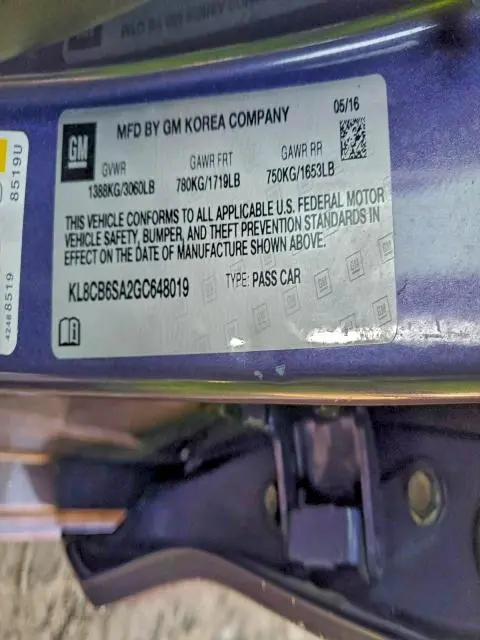 GM
MFD BY GM KOREA COMPANY
05/16
GVWR
GAWR FRT
GAWR RR
1388KG/3060LB
780KG/1719LB
750KG/1653LB
THIS VEHICLE CONFORMS TO ALL APPLICABLE U.S. FEDERAL MOTOR
VEHICLE SAFETY, BUMPER, AND THEFT PREVENTION STANDARDS IN
EFFECT ON THE DATE OF MANUFACTURE SHOWN ABOVE.
KL8CB6SA2GC648019
TYPE: PASS CAR
8519U
42488519